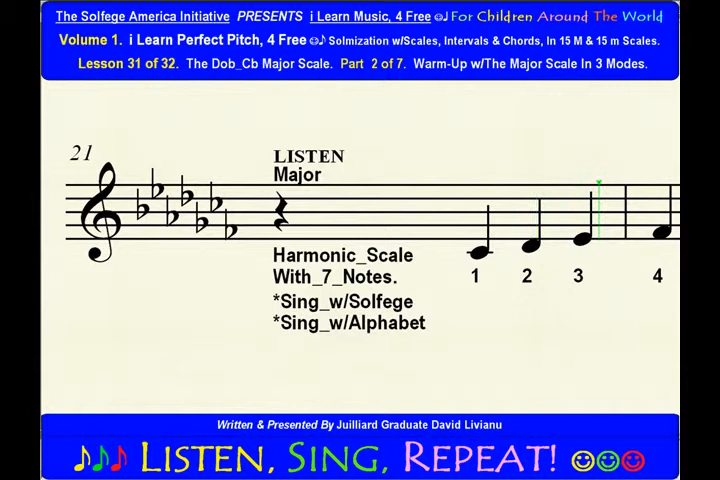 The Solfege America Initiative PRESENTS i Learn Music, 4 Free ☺♩ For Children Around The World
Volume 1. i Learn Perfect Pitch, 4 Free ☺♪ Solmization w/Scales, Intervals & Chords, In 15 M & 15 m Scales.
Lesson 31 of 32. The Dob_Cb Major Scale. Part 2 of 7. Warm-Up w/The Major Scale In 3 Modes.
21
LISTEN
Major
Harmonic_Scale
With_7_Notes.
1 2 3 4
*Sing_w/Solfege
*Sing_w/Alphabet
Written & Presented By Juilliard Graduate David Livianu
♪♪♪ LISTEN, SING, REPEAT! ☺☺☺